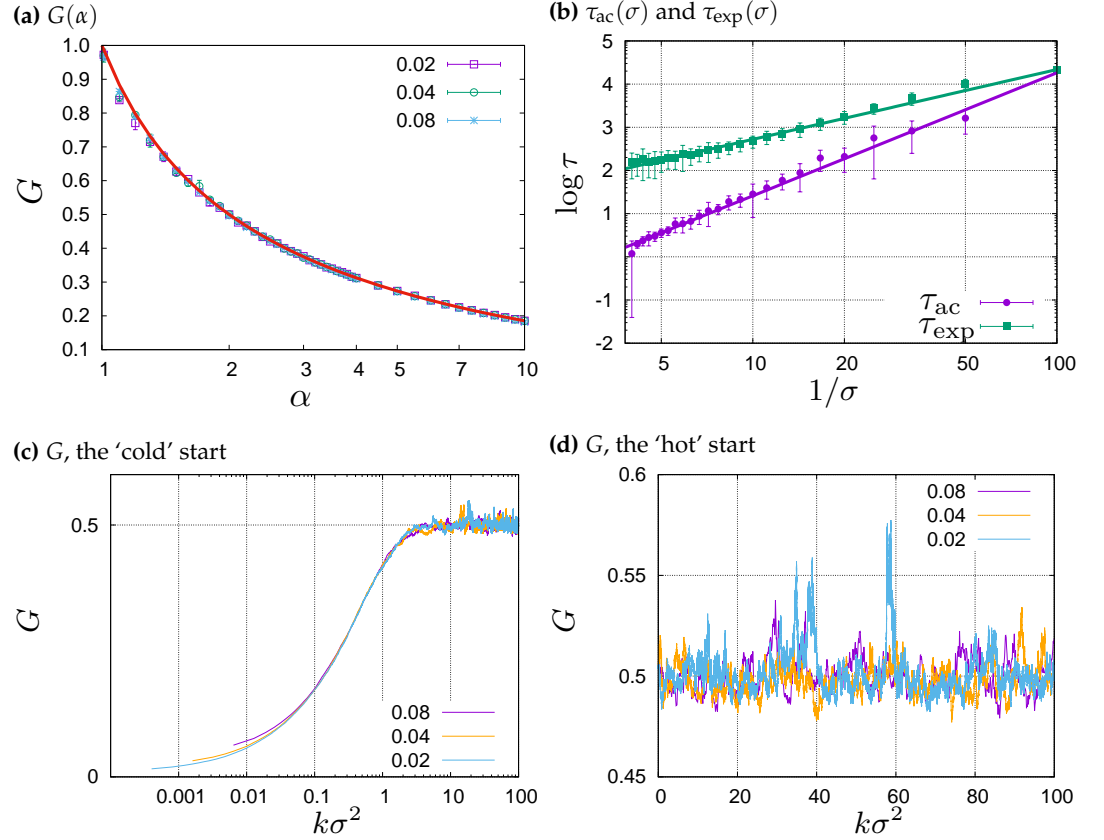 (a) G(α)
1.0
0.9
0.8
0.7
0.6
0.5
0.4
0.3
0.2
0.1
G
0.02
0.04
0.08
1 2 3 4 5 7 10
α
(b) τac(σ) and τexp(σ)
5
4
3
2
1
-1
-2
log τ
τac
τexp
5 10 20 50 100
1/σ
(c) G, the ‘cold’ start
0.5
0
G
0.08
0.04
0.02
0.001 0.01 0.1 1 10 100
kσ²
(d) G, the ‘hot’ start
0.6
0.55
0.5
0.45
G
0.08
0.04
0.02
0 20 40 60 80 100
kσ²